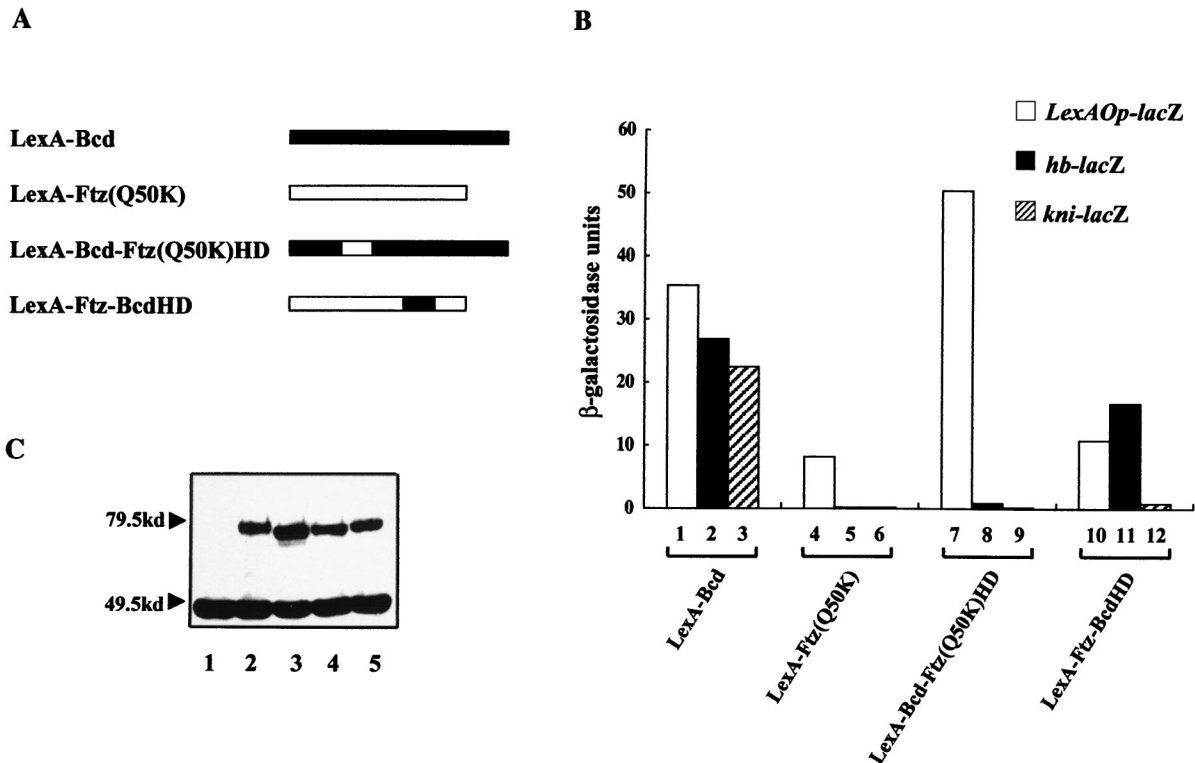 A
LexA-Bcd
LexA-Ftz(Q50K)
LexA-Bcd-Ftz(Q50K)HD
LexA-Ftz-BcdHD
B
LexAOp-lacZ
hb-lacZ
kni-lacZ
β-galactosidase units
60
50
40
30
20
10
0
1 2 3 4 5 6 7 8 9 10 11 12
LexA-Bcd
LexA-Ftz(Q50K)
LexA-Bcd-Ftz(Q50K)HD
LexA-Ftz-BcdHD
C
79.5kd
49.5kd
1 2 3 4 5